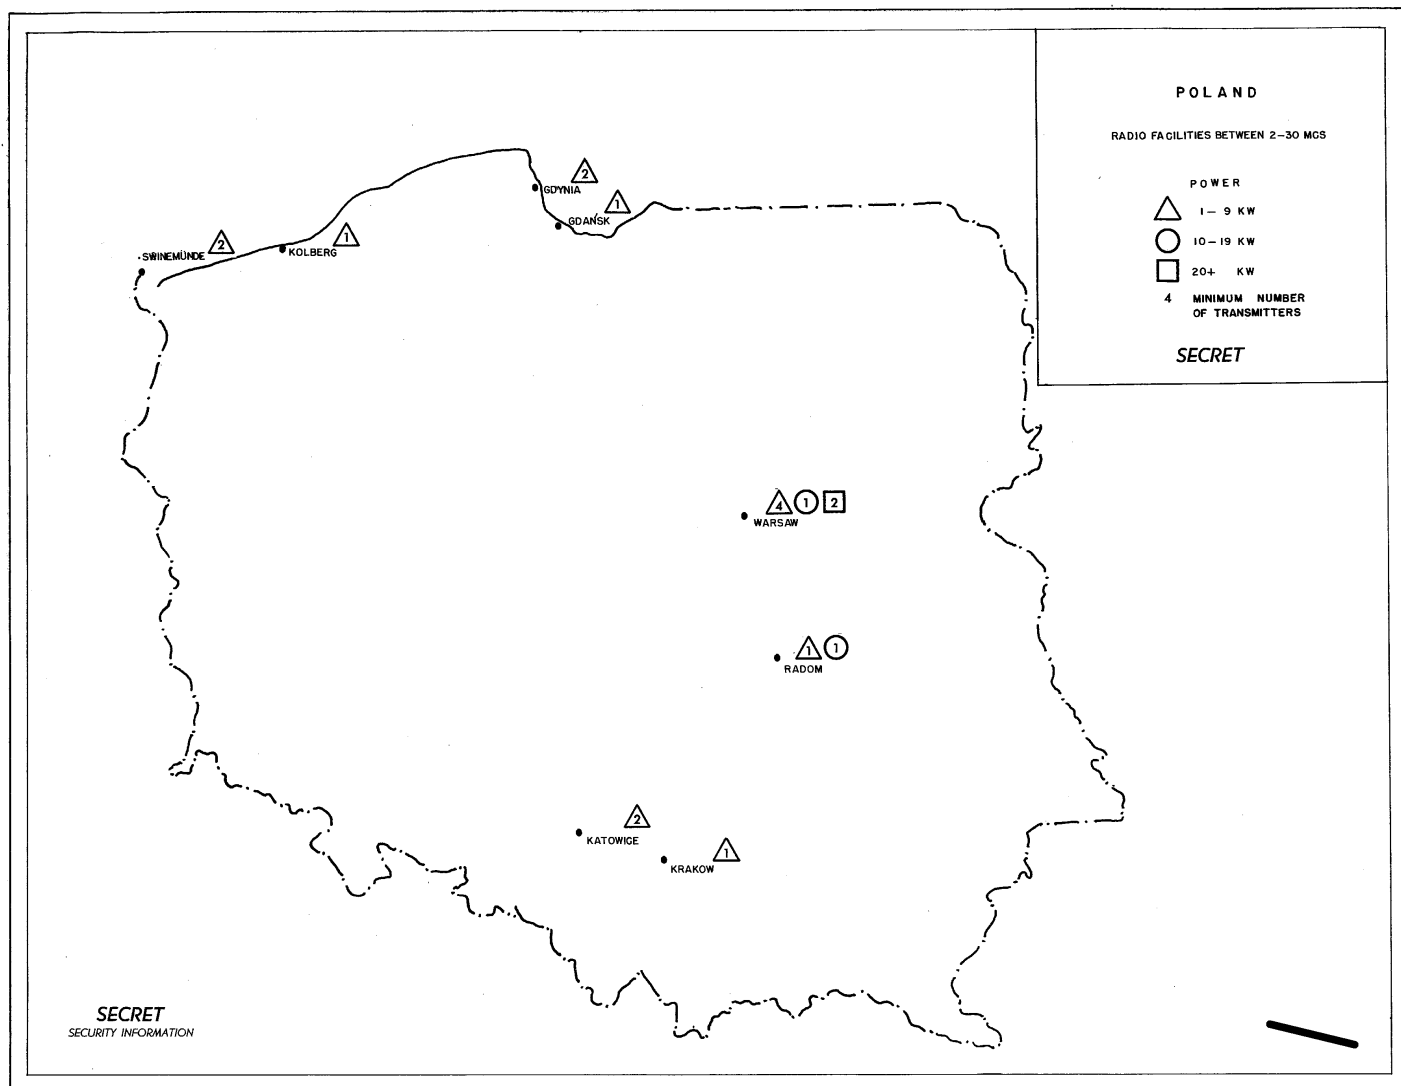 POLAND
RADIO FACILITIES BETWEEN 2-30 MCS
POWER
1-9 KW
10-19 KW
20+ KW
4 MINIMUM NUMBER
OF TRANSMITTERS
SECRET
2
GDYNIA
1
GDAŃSK
2
SWINEMÜNDE
1
KOLBERG
4 1 2
WARSAW
1 1
RADOM
2
KATOWICE
1
KRAKOW
SECRET
SECURITY INFORMATION